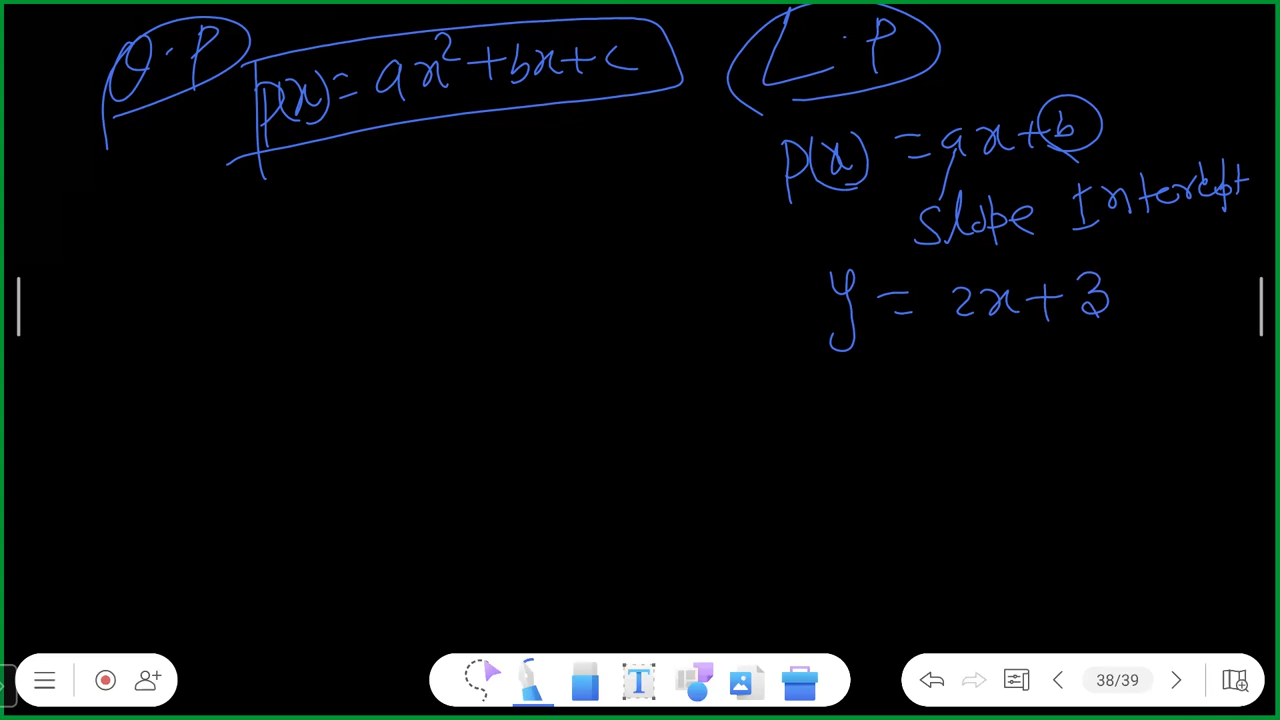 Q.P
p(x) = ax² + bx + c
L.P
p(x) = ax + b
slope Intercept
y = 2x + 3
T
38/39